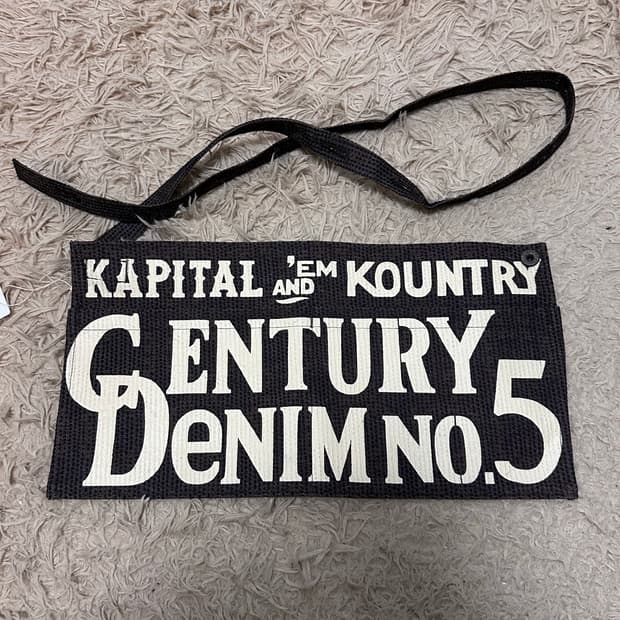 KAPITAL AND 'EM KOUNTRY
CENTURY
DeNIM NO.5